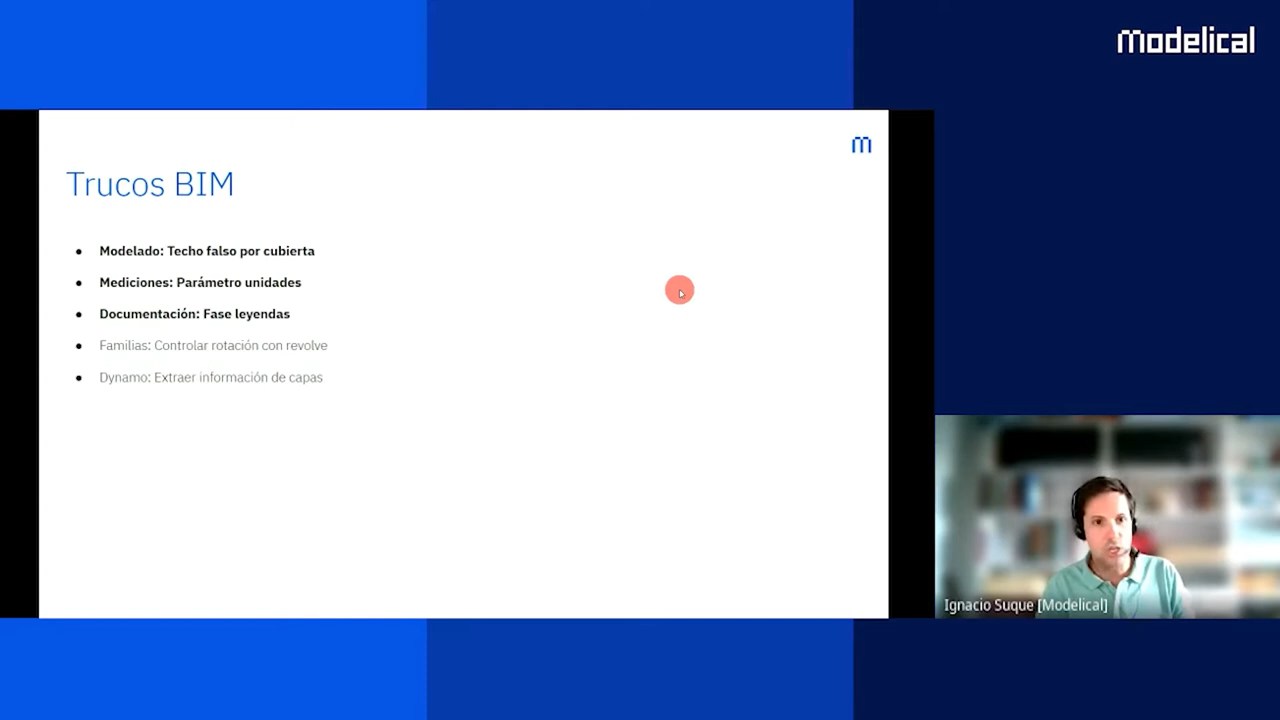 modelical
m
Trucos BIM
● Modelado: Techo falso por cubierta
● Mediciones: Parámetro unidades
● Documentación: Fase leyendas
● Familias: Controlar rotación con revolve
● Dynamo: Extraer información de capas
Ignacio Suque [Modelical]